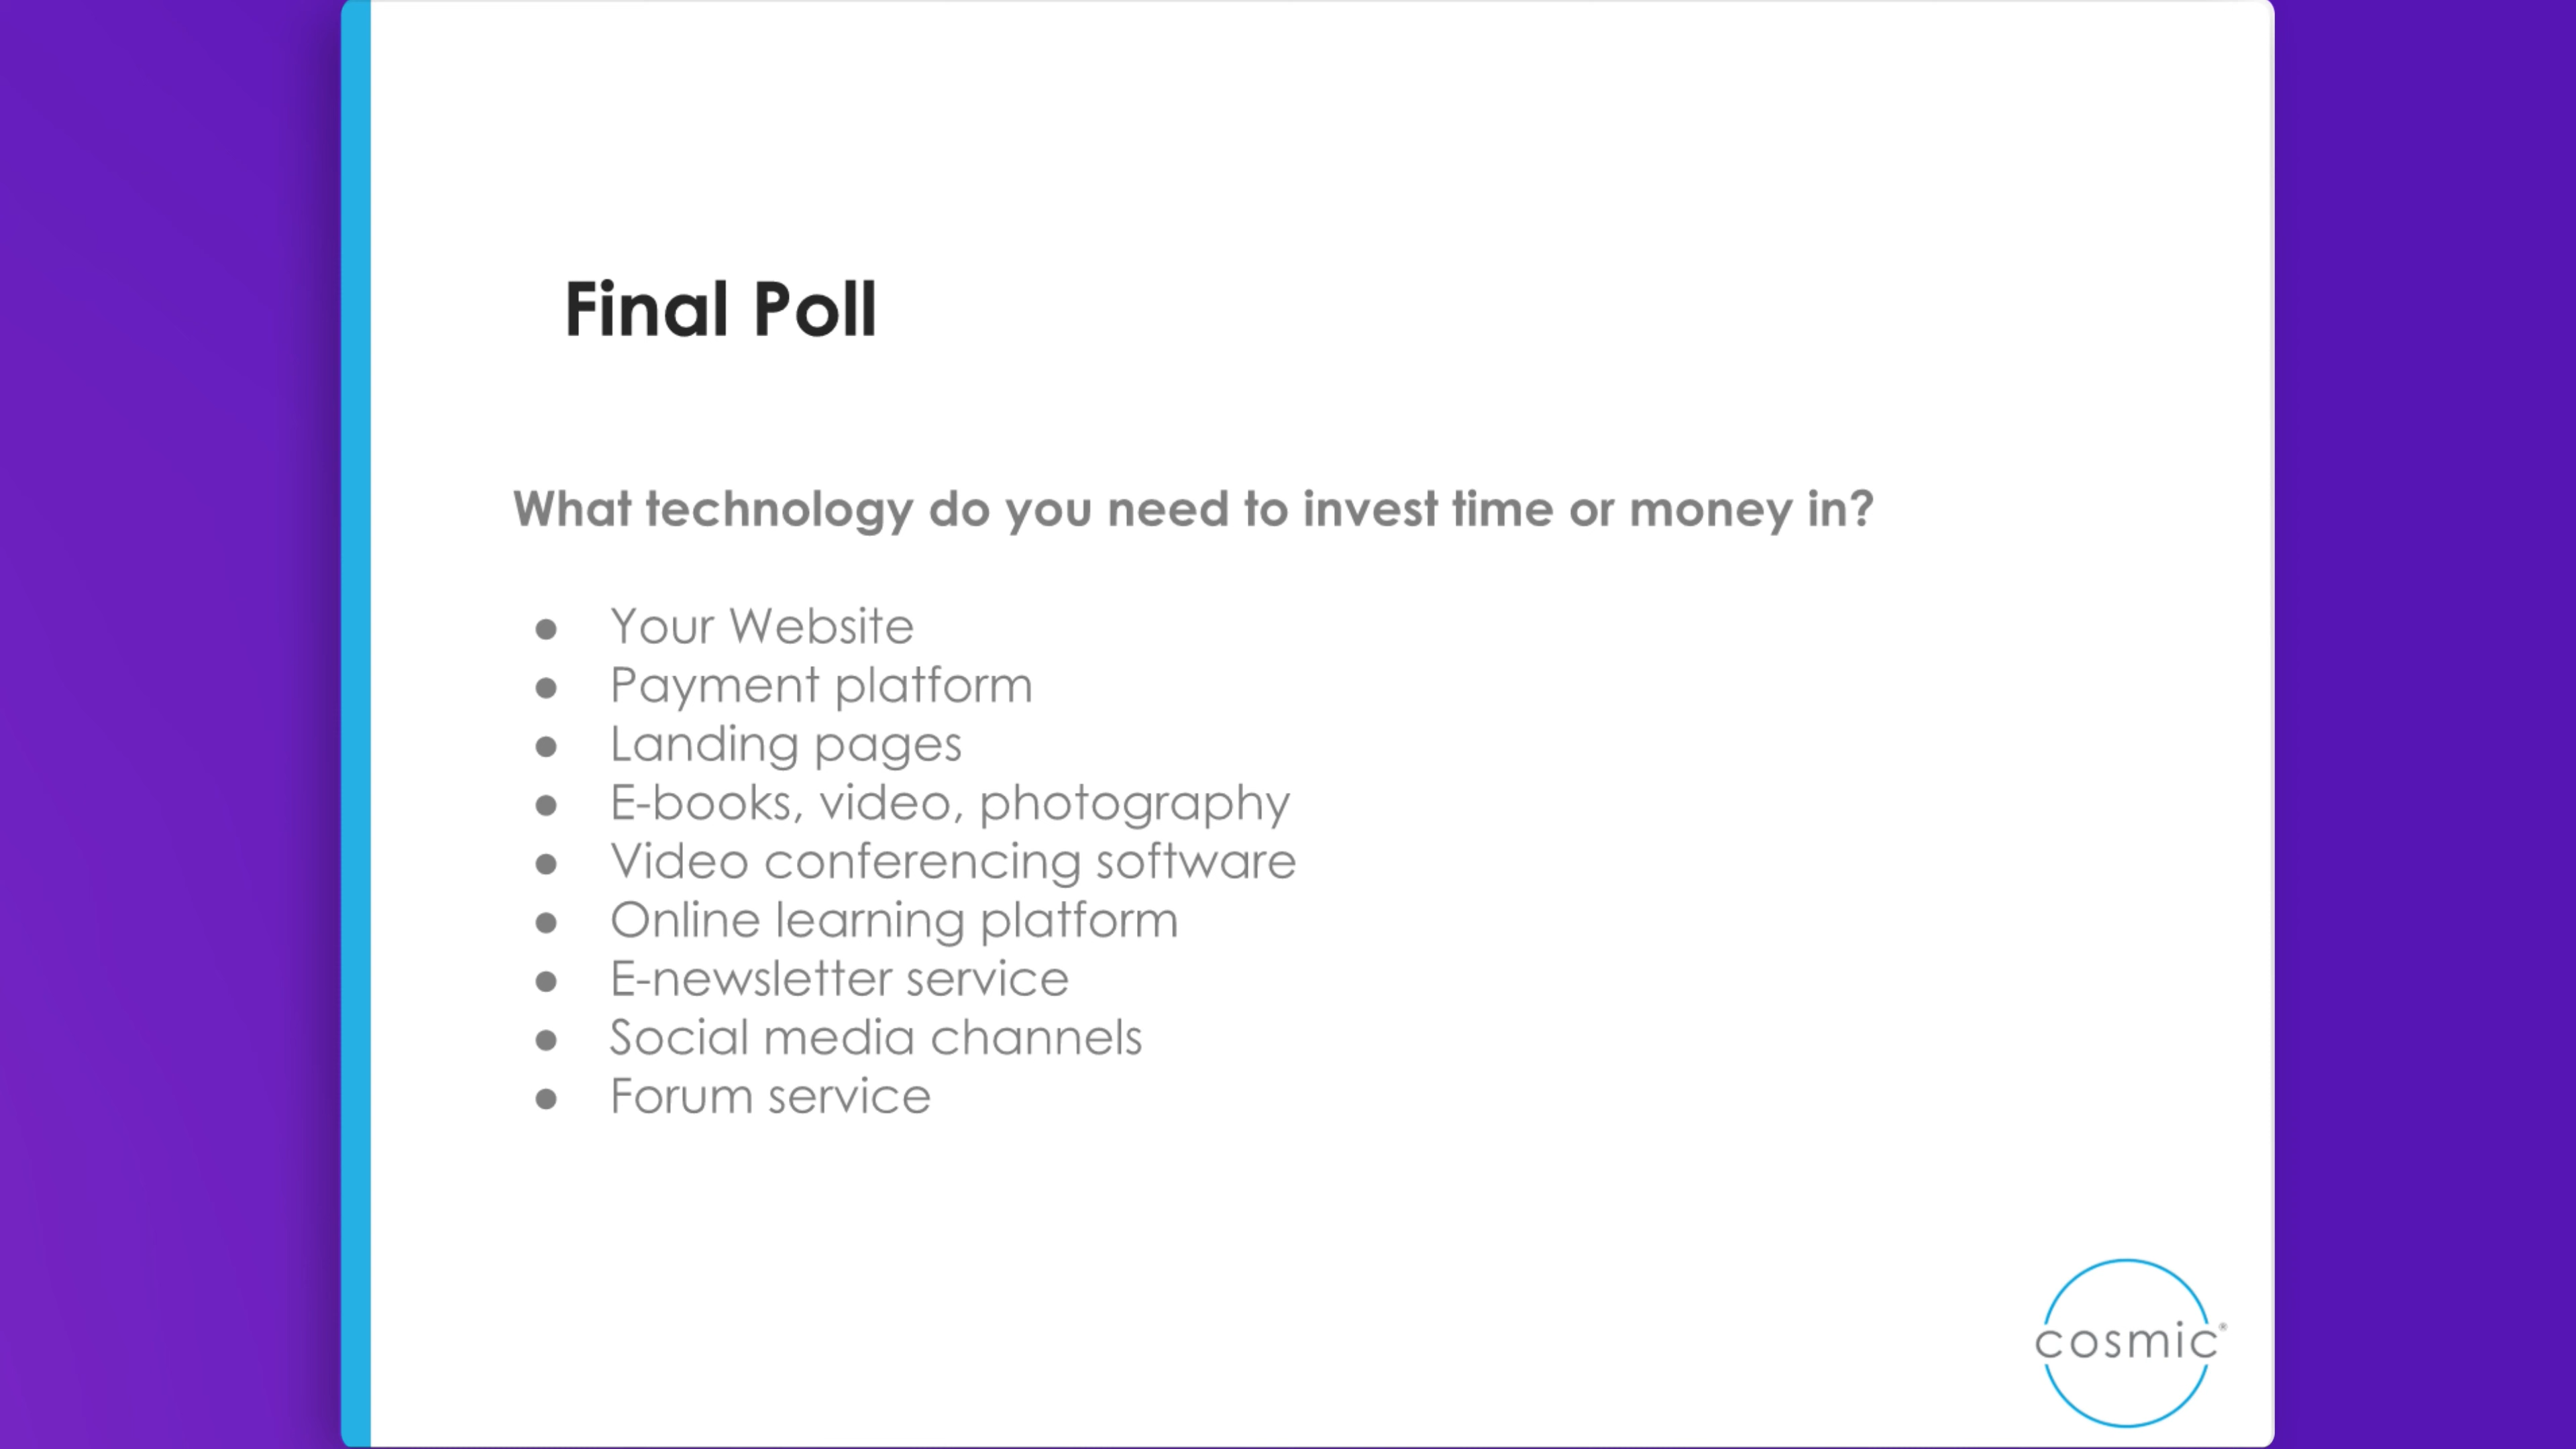 Final Poll
What technology do you need to invest time or money in?
● Your Website
● Payment platform
● Landing pages
● E-books, video, photography
● Video conferencing software
● Online learning platform
● E-newsletter service
● Social media channels
● Forum service
cosmic®